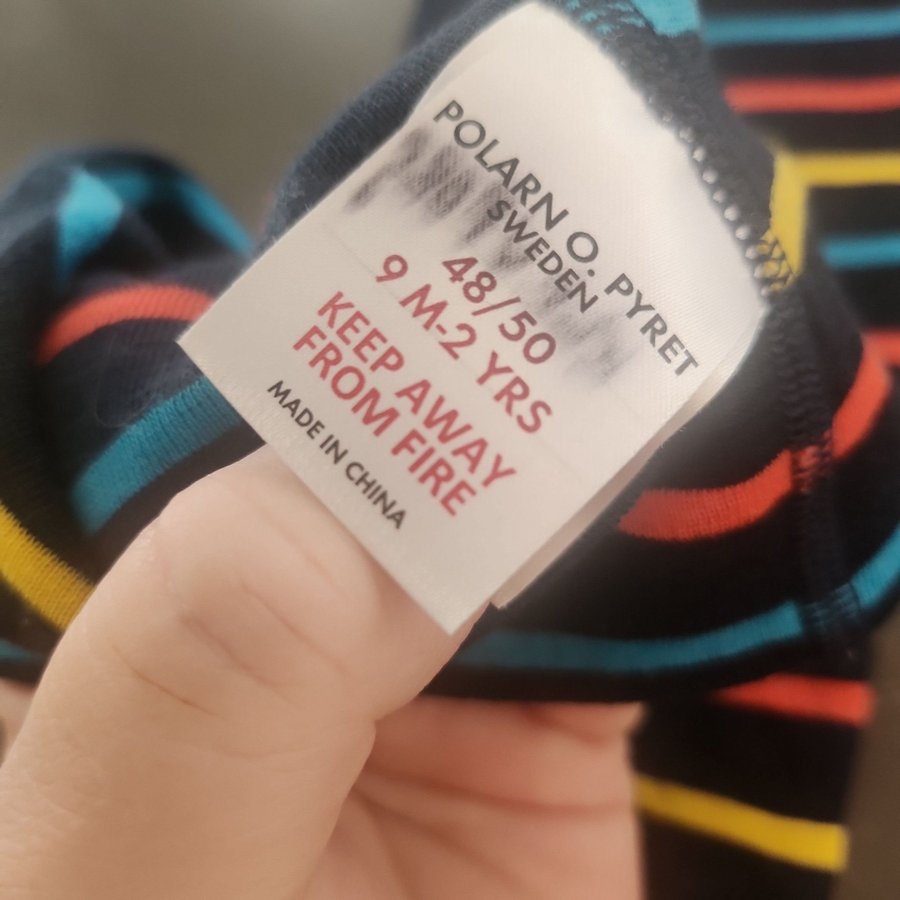 POLARN O. PYRET
SWEDEN
48/50
9 M-2 YRS
KEEP AWAY
FROM FIRE
MADE IN CHINA